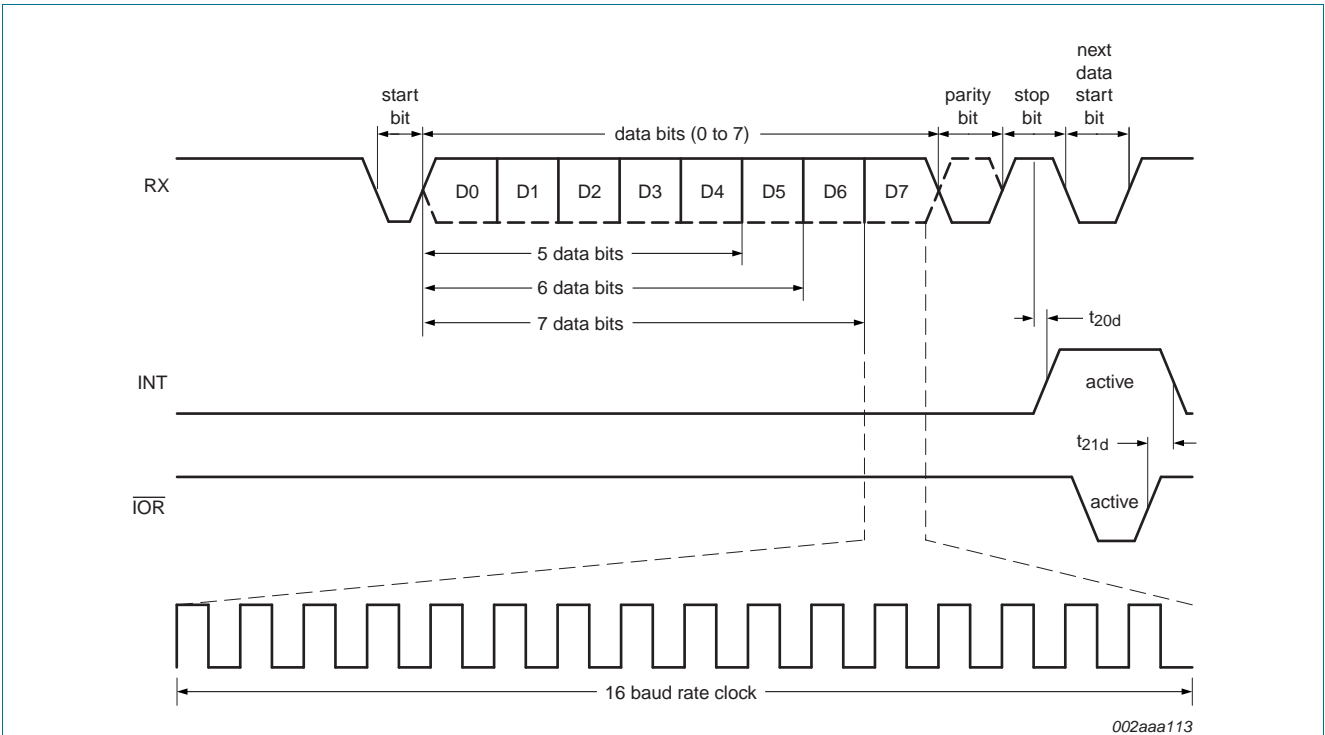 next
data
start
bit
start
bit
parity
bit
stop
bit
data bits (0 to 7)
RX
D0 D1 D2 D3 D4 D5 D6 D7
5 data bits
6 data bits
7 data bits
t20d
INT
active
t21d
IOR
active
16 baud rate clock
002aaa113